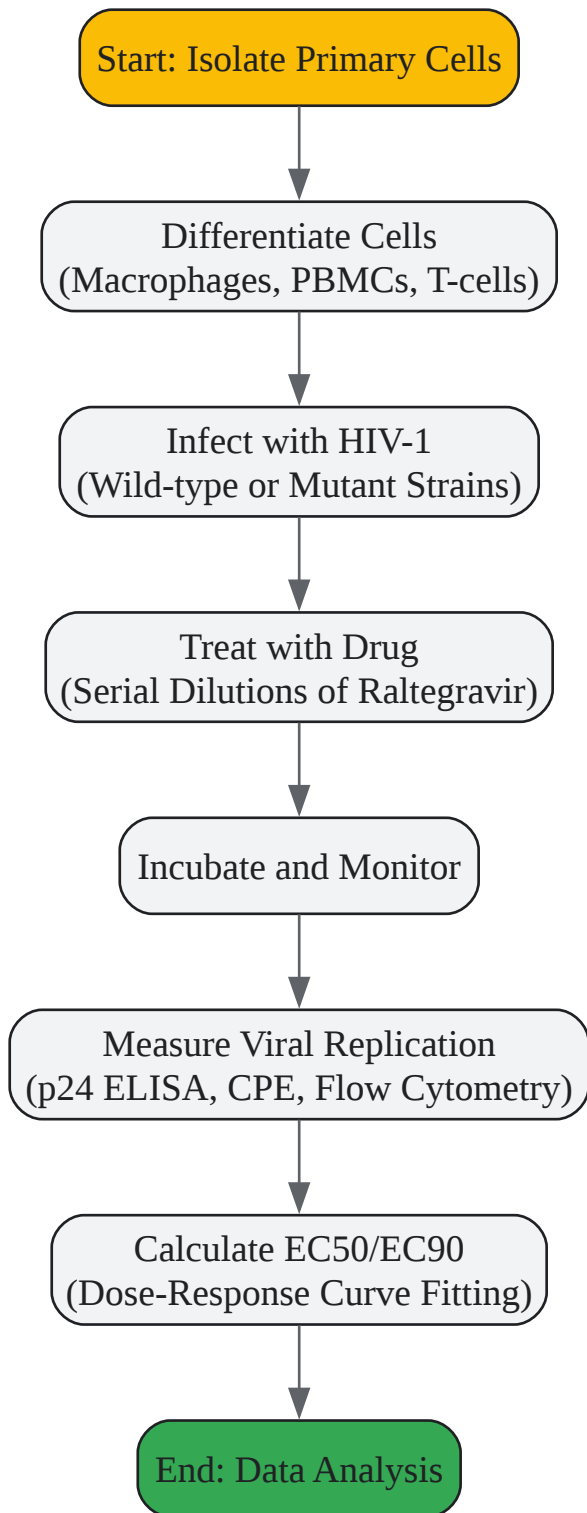 Start: Isolate Primary Cells
Differentiate Cells
(Macrophages, PBMCs, T-cells)
Infect with HIV-1
(Wild-type or Mutant Strains)
Treat with Drug
(Serial Dilutions of Raltegravir)
Incubate and Monitor
Measure Viral Replication
(p24 ELISA, CPE, Flow Cytometry)
Calculate EC50/EC90
(Dose-Response Curve Fitting)
End: Data Analysis